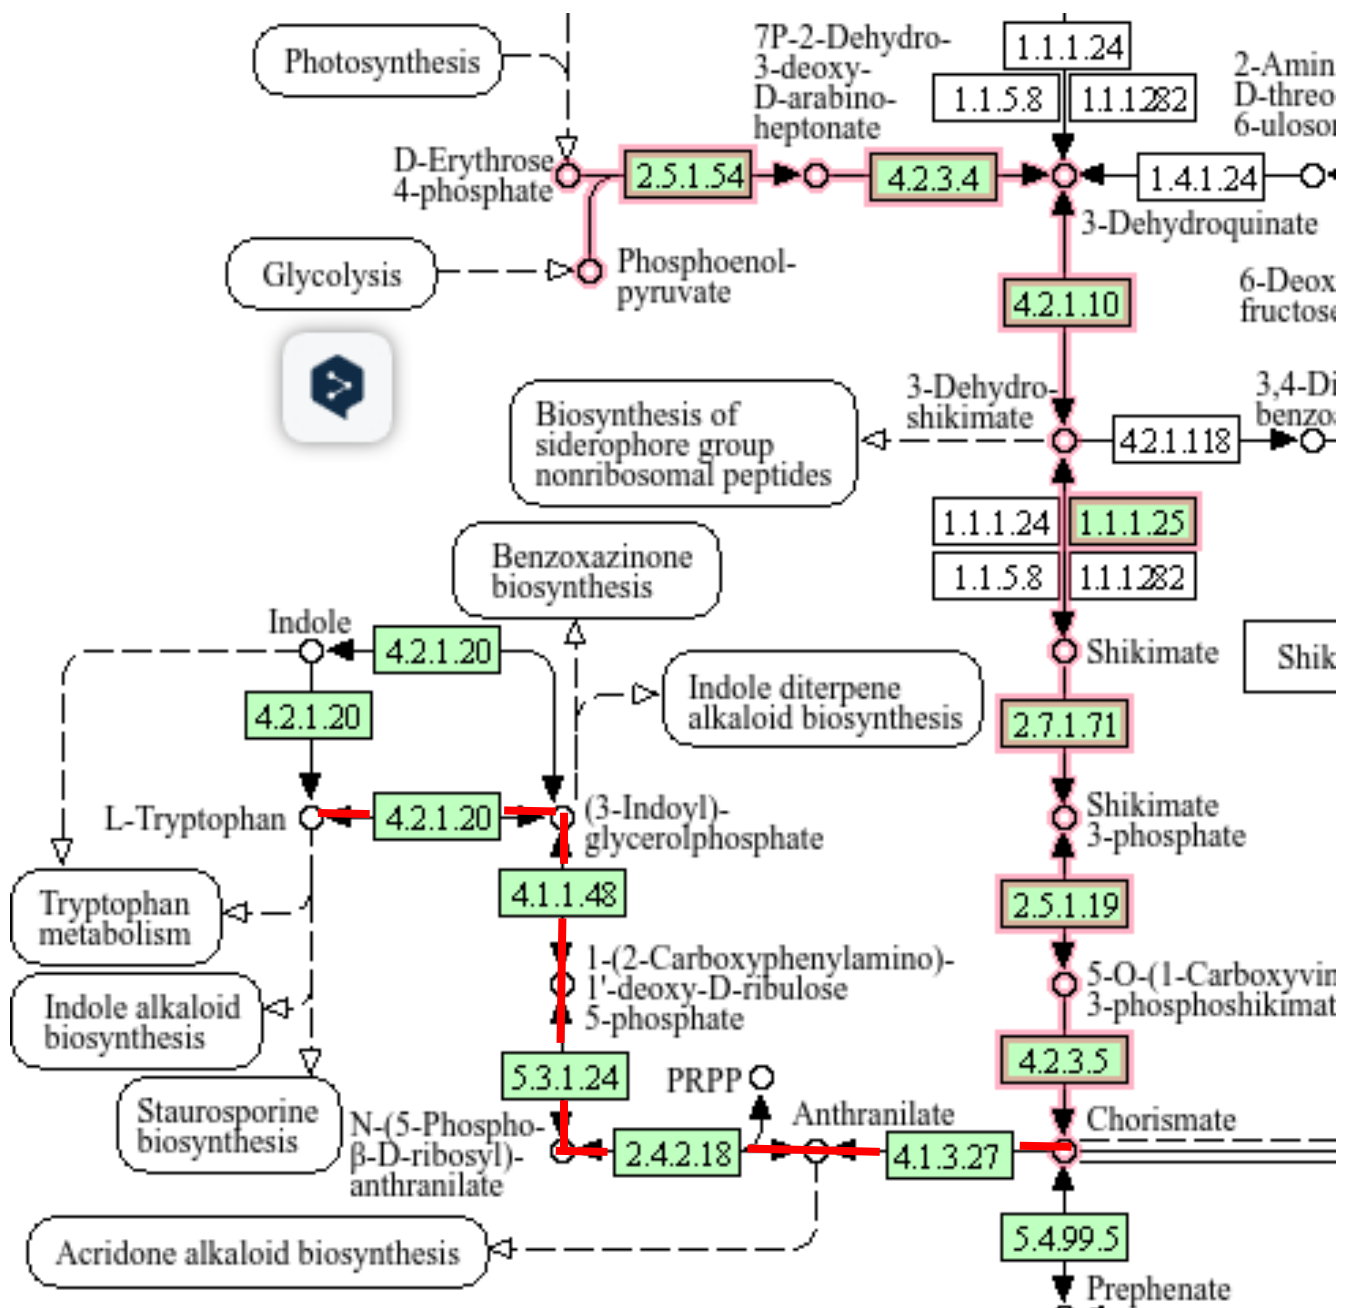 Photosynthesis
7P-2-Dehydro-
3-deoxy-
D-arabino-
heptonate
1.1.1.24
1.1.5.8
1.1.1282
2-Amin
D-threo
6-uloso
D-Erythrose
4-phosphate
2.5.1.54
4.2.3.4
1.4.1.24
3-Dehydroquinate
Glycolysis
Phosphoenol-
pyruvate
4.2.1.10
6-Deox
fructose
Biosynthesis of
siderophore group
nonribosomal peptides
3-Dehydro-
shikimate
4.2.1.118
3,4-Di
benzo
1.1.1.24
1.1.1.25
1.1.5.8
1.1.1282
Benzoxazinone
biosynthesis
Indole
4.2.1.20
4.2.1.20
Indole diterpene
alkaloid biosynthesis
Shikimate
Shik
2.7.1.71
L-Tryptophan
4.2.1.20
(3-Indoyl)-
glycerolphosphate
Shikimate
3-phosphate
4.1.1.48
2.5.1.19
Tryptophan
metabolism
1-(2-Carboxyphenylamino)-
1'-deoxy-D-ribulose
5-phosphate
5-O-(1-Carboxyvin
3-phosphoshikimat
Indole alkaloid
biosynthesis
5.3.1.24
PRPP
4.2.3.5
Staurosporine
biosynthesis
N-(5-Phospho-
β-D-ribosyl)-
anthranilate
2.4.2.18
Anthranilate
4.1.3.27
Chorismate
Acridone alkaloid biosynthesis
5.4.99.5
Prephenate